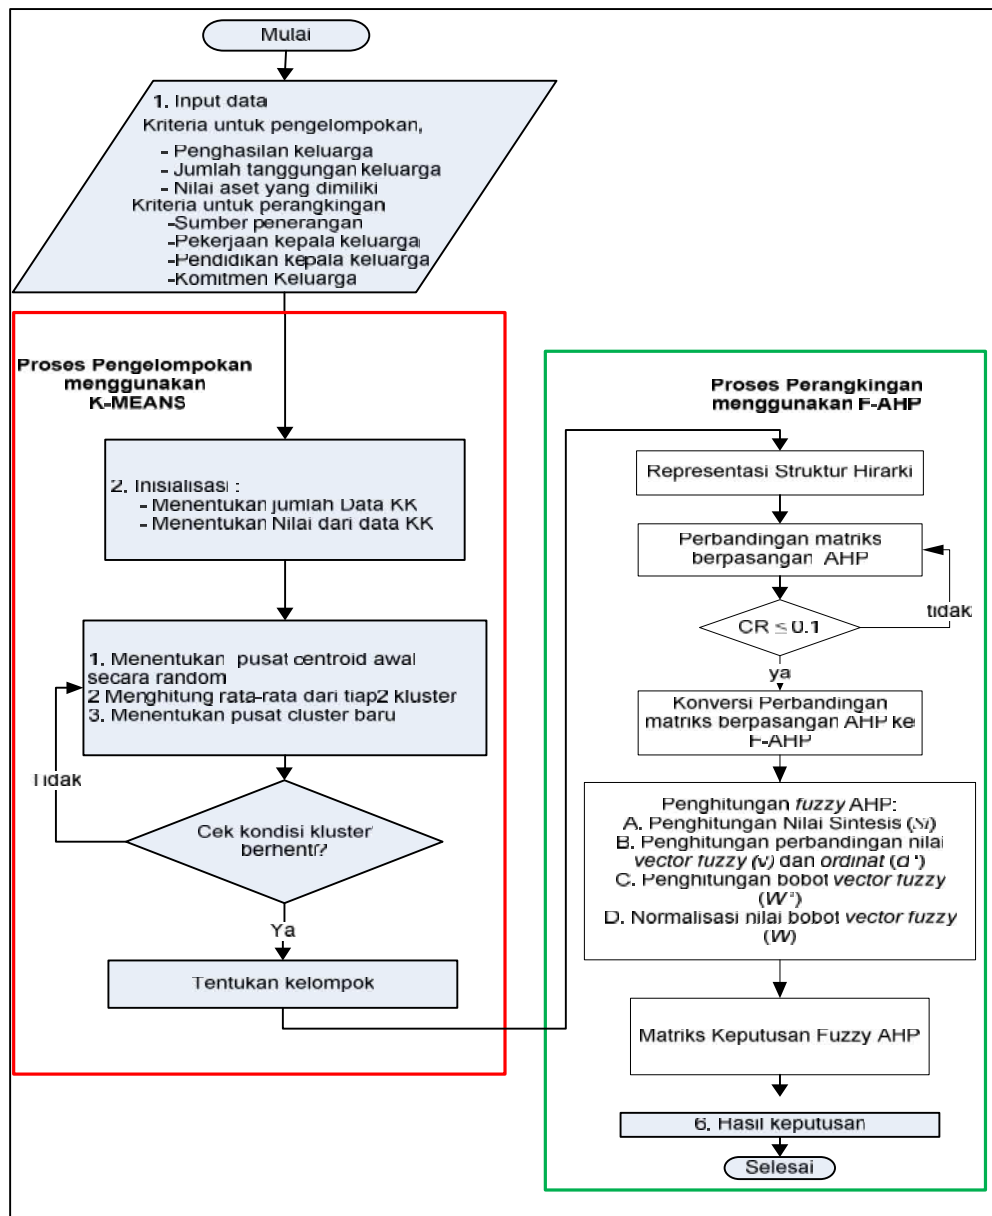 Mulai
1. Input data
Kriteria untuk pengelompokan,
- Penghasilan keluarga
- Jumlah tanggungan keluarga
- Nilai aset yang dimiliki
Kriteria untuk perangkingan
-Sumber penerangan
-Pekerjaan kepala keluarga
-Pendidikan kepala keluarga
-Komitmen Keluarga
Proses Pengelompokan
menggunakan
K-MEANS
2. Inisialisasi :
- Menentukan jumlah Data KK
- Menentukan Nilai dari data KK
1. Menentukan pusat centroid awal
secara random
2 Menghitung rata-rata dari tiap2 kluster
3. Menentukan pusat cluster baru
Tidak
Cek kondisi kluster
berhenti?
Ya
Tentukan kelompok
Proses Perangkingan
menggunakan F-AHP
Representasi Struktur Hirarki
Perbandingan matriks
berpasangan AHP
tidak
CR ≤ 0.1
ya
Konversi Perbandingan
matriks berpasangan AHP ke
F-AHP
Penghitungan fuzzy AHP:
A. Penghitungan Nilai Sintesis (Si)
B. Penghitungan perbandingan nilai
vector fuzzy (v) dan ordinat (d')
C. Penghitungan bobot vector fuzzy
(W')
D. Normalisasi nilai bobot vector fuzzy
(W)
Matriks Keputusan Fuzzy AHP
6. Hasil keputusan
Selesai